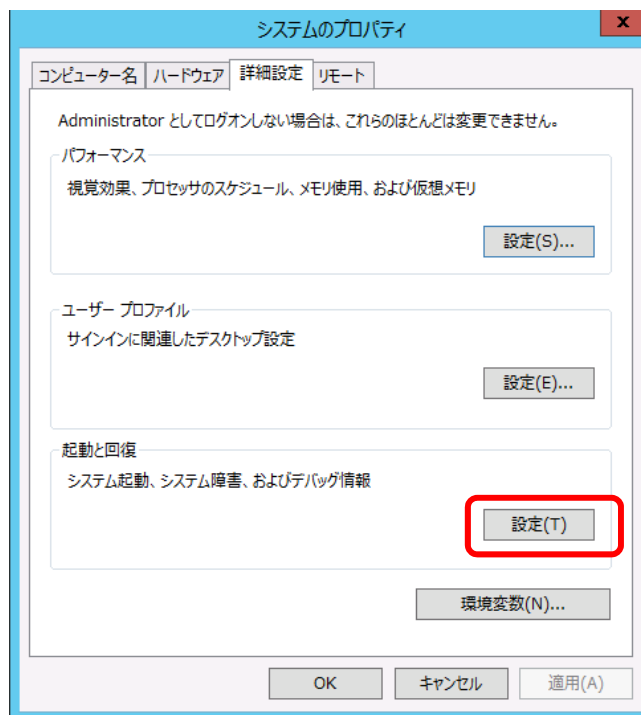 システムのプロパティ
x
コンピューター名 ハードウェア 詳細設定 リモート
Administrator としてログオンしない場合は、これらのほとんどは変更できません。
パフォーマンス
視覚効果、プロセッサのスケジュール、メモリ使用、および仮想メモリ
設定(S)...
ユーザー プロファイル
サインインに関連したデスクトップ設定
設定(E)...
起動と回復
システム起動、システム障害、およびデバッグ情報
設定(T)
環境変数(N)...
OK キャンセル 適用(A)